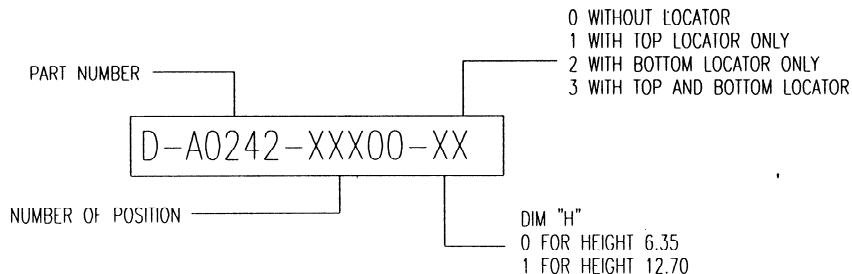 0 WITHOUT LOCATOR
1 WITH TOP LOCATOR ONLY
PART NUMBER
2 WITH BOTTOM LOCATOR ONLY
3 WITH TOP AND BOTTOM LOCATOR
D-A0242-XXX00-XX
NUMBER OF POSITION
DIM "H"
0 FOR HEIGHT 6.35
1 FOR HEIGHT 12.70